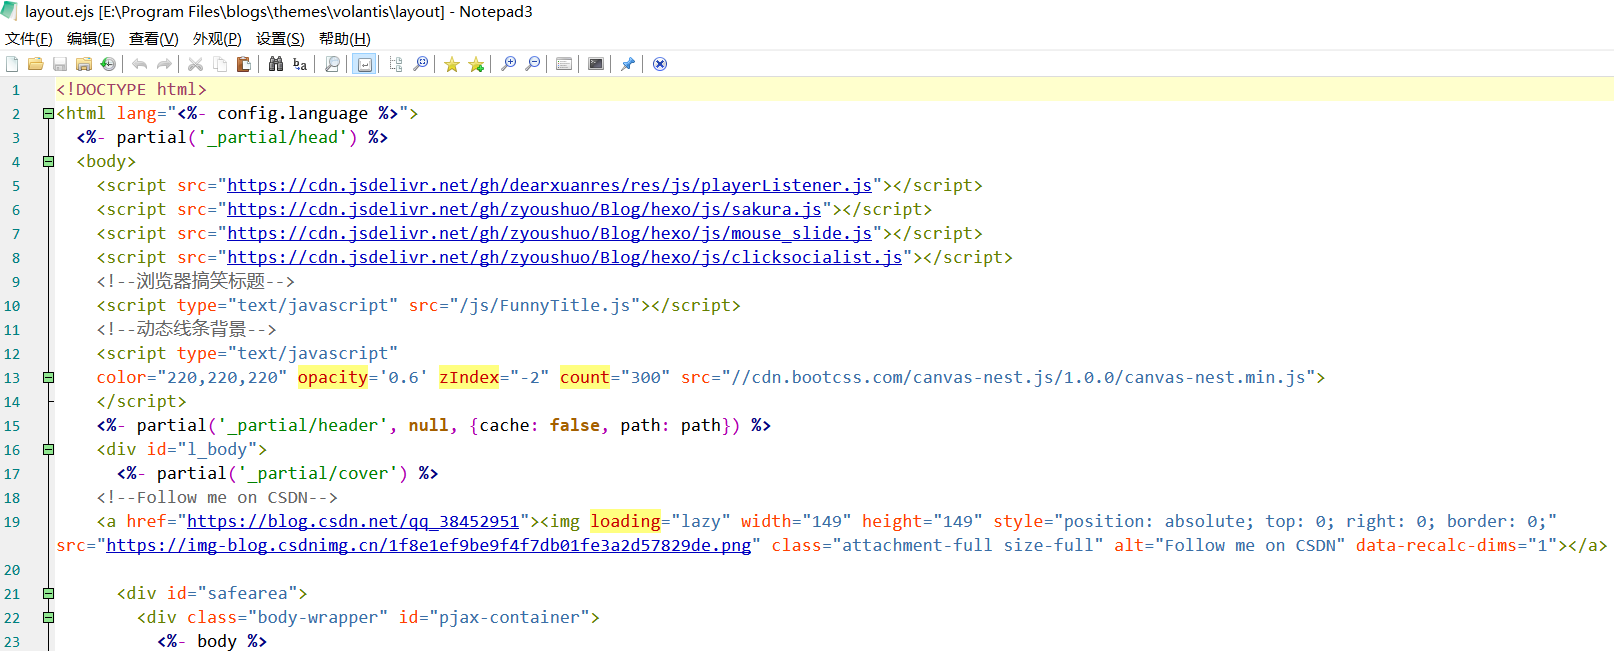 layout.ejs [E:\Program Files\blogs\themes\volantis\layout] - Notepad3
文件(F) 编辑(E) 查看(V) 外观(P) 设置(S) 帮助(H)
1 <!DOCTYPE html>
2 <html lang="<%- config.language %>">
3 <%- partial('_partial/head') %>
4 <body>
5 <script src="https://cdn.jsdelivr.net/gh/dearxuanres/res/js/playerListener.js"></script>
6 <script src="https://cdn.jsdelivr.net/gh/zyoushuo/Blog/hexo/js/sakura.js"></script>
7 <script src="https://cdn.jsdelivr.net/gh/zyoushuo/Blog/hexo/js/mouse_slide.js"></script>
8 <script src="https://cdn.jsdelivr.net/gh/zyoushuo/Blog/hexo/js/clicksocialist.js"></script>
9 <!--浏览器搞笑标题-->
10 <script type="text/javascript" src="/js/FunnyTitle.js"></script>
11 <!--动态线条背景-->
12 <script type="text/javascript"
13 color="220,220,220" opacity='0.6' zIndex="-2" count="300" src="//cdn.bootcss.com/canvas-nest.js/1.0.0/canvas-nest.min.js">
14 </script>
15 <%- partial('_partial/header', null, {cache: false, path: path}) %>
16 <div id="l_body">
17 <%- partial('_partial/cover') %>
18 <!--Follow me on CSDN-->
19 <a href="https://blog.csdn.net/qq_38452951"><img loading="lazy" width="149" height="149" style="position: absolute; top: 0; right: 0; border: 0;"
src="https://img-blog.csdnimg.cn/1f8e1ef9be9f4f7db01fe3a2d57829de.png" class="attachment-full size-full" alt="Follow me on CSDN" data-recalc-dims="1"></a>
20
21 <div id="safearea">
22 <div class="body-wrapper" id="pjax-container">
23 <%- body %>